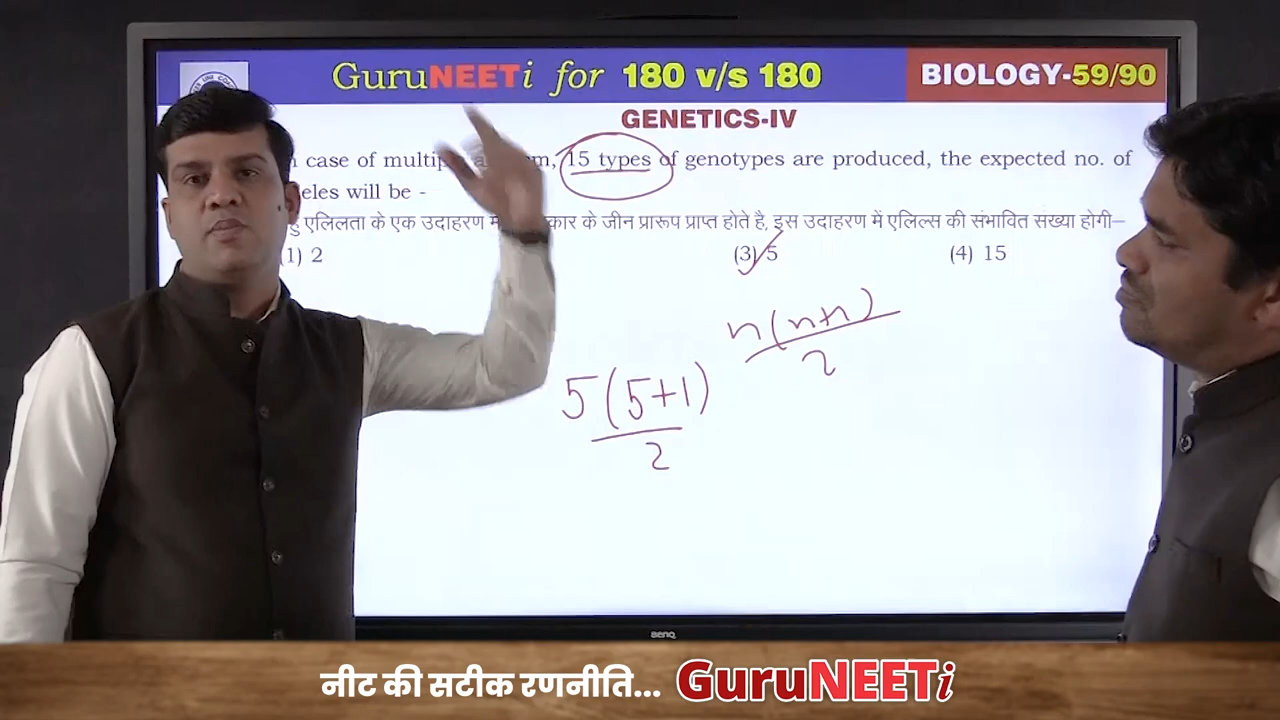 GuruNEETi for 180 v/s 180
BIOLOGY-59/90
GENETICS-IV
case of multip, 15 types of genotypes are produced, the expected no. of
eles will be -
एलिलता के एक उदाहरण कार के जीन प्रारूप प्राप्त होते है, इस उदाहरण में एलिल्स की संभावित संख्या होगी–
(1) 2
(3) 5
(4) 15
n(n+n)
2
5(5+1)
2
BENQ
नीट की सटीक रणनीति... GuruNEETi